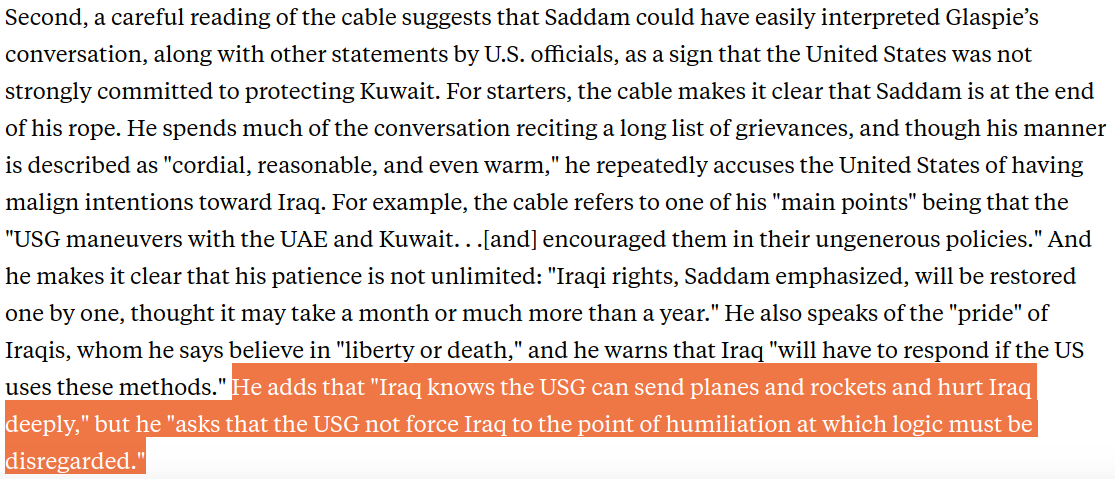 Second, a careful reading of the cable suggests that Saddam could have easily interpreted Glaspie’s
conversation, along with other statements by U.S. officials, as a sign that the United States was not
strongly committed to protecting Kuwait. For starters, the cable makes it clear that Saddam is at the end
of his rope. He spends much of the conversation reciting a long list of grievances, and though his manner
is described as "cordial, reasonable, and even warm," he repeatedly accuses the United States of having
malign intentions toward Iraq. For example, the cable refers to one of his "main points" being that the
"USG maneuvers with the UAE and Kuwait. . .[and] encouraged them in their ungenerous policies." And
he makes it clear that his patience is not unlimited: "Iraqi rights, Saddam emphasized, will be restored
one by one, thought it may take a month or much more than a year." He also speaks of the "pride" of
Iraqis, whom he says believe in "liberty or death," and he warns that Iraq "will have to respond if the US
uses these methods." He adds that "Iraq knows the USG can send planes and rockets and hurt Iraq
deeply," but he "asks that the USG not force Iraq to the point of humiliation at which logic must be
disregarded."